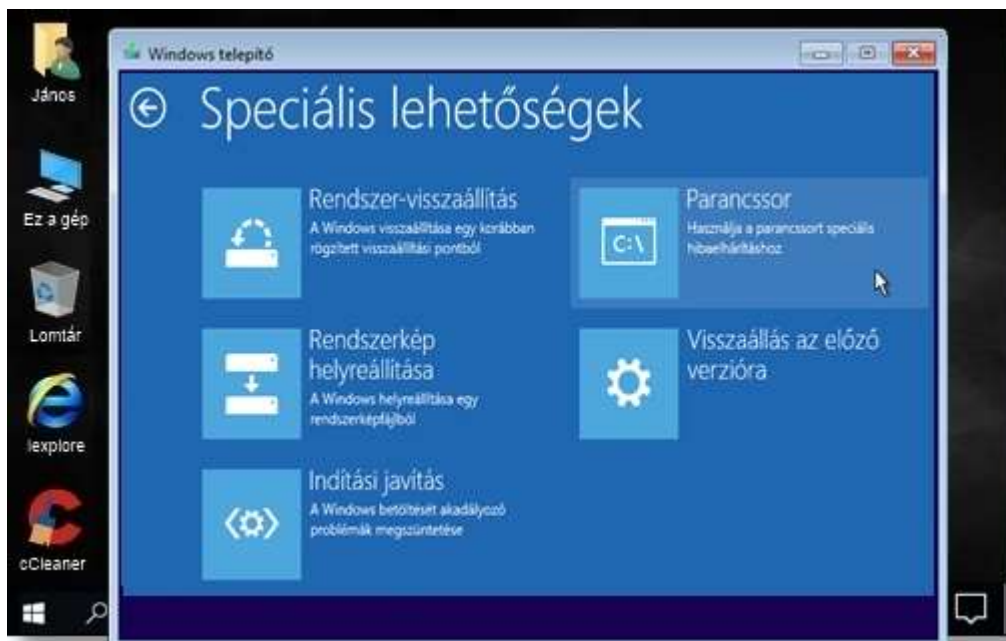 János
Ez a gép
Lomtár
iexplore
cCleaner
Windows telepítő
Speciális lehetőségek
Rendszer-visszaállítás
A Windows visszaállítása egy korábban
rögzített visszaállítási pontból
Rendszerkép
helyreállítása
A Windows helyreállítása egy
rendszerképfájlból
Indítási javítás
A Windows betöltését akadályozó
problémák megszüntetése
C:\
Parancssor
Használja a parancssort speciális
hibaelhárításhoz
Visszaállás az előző
verzióra